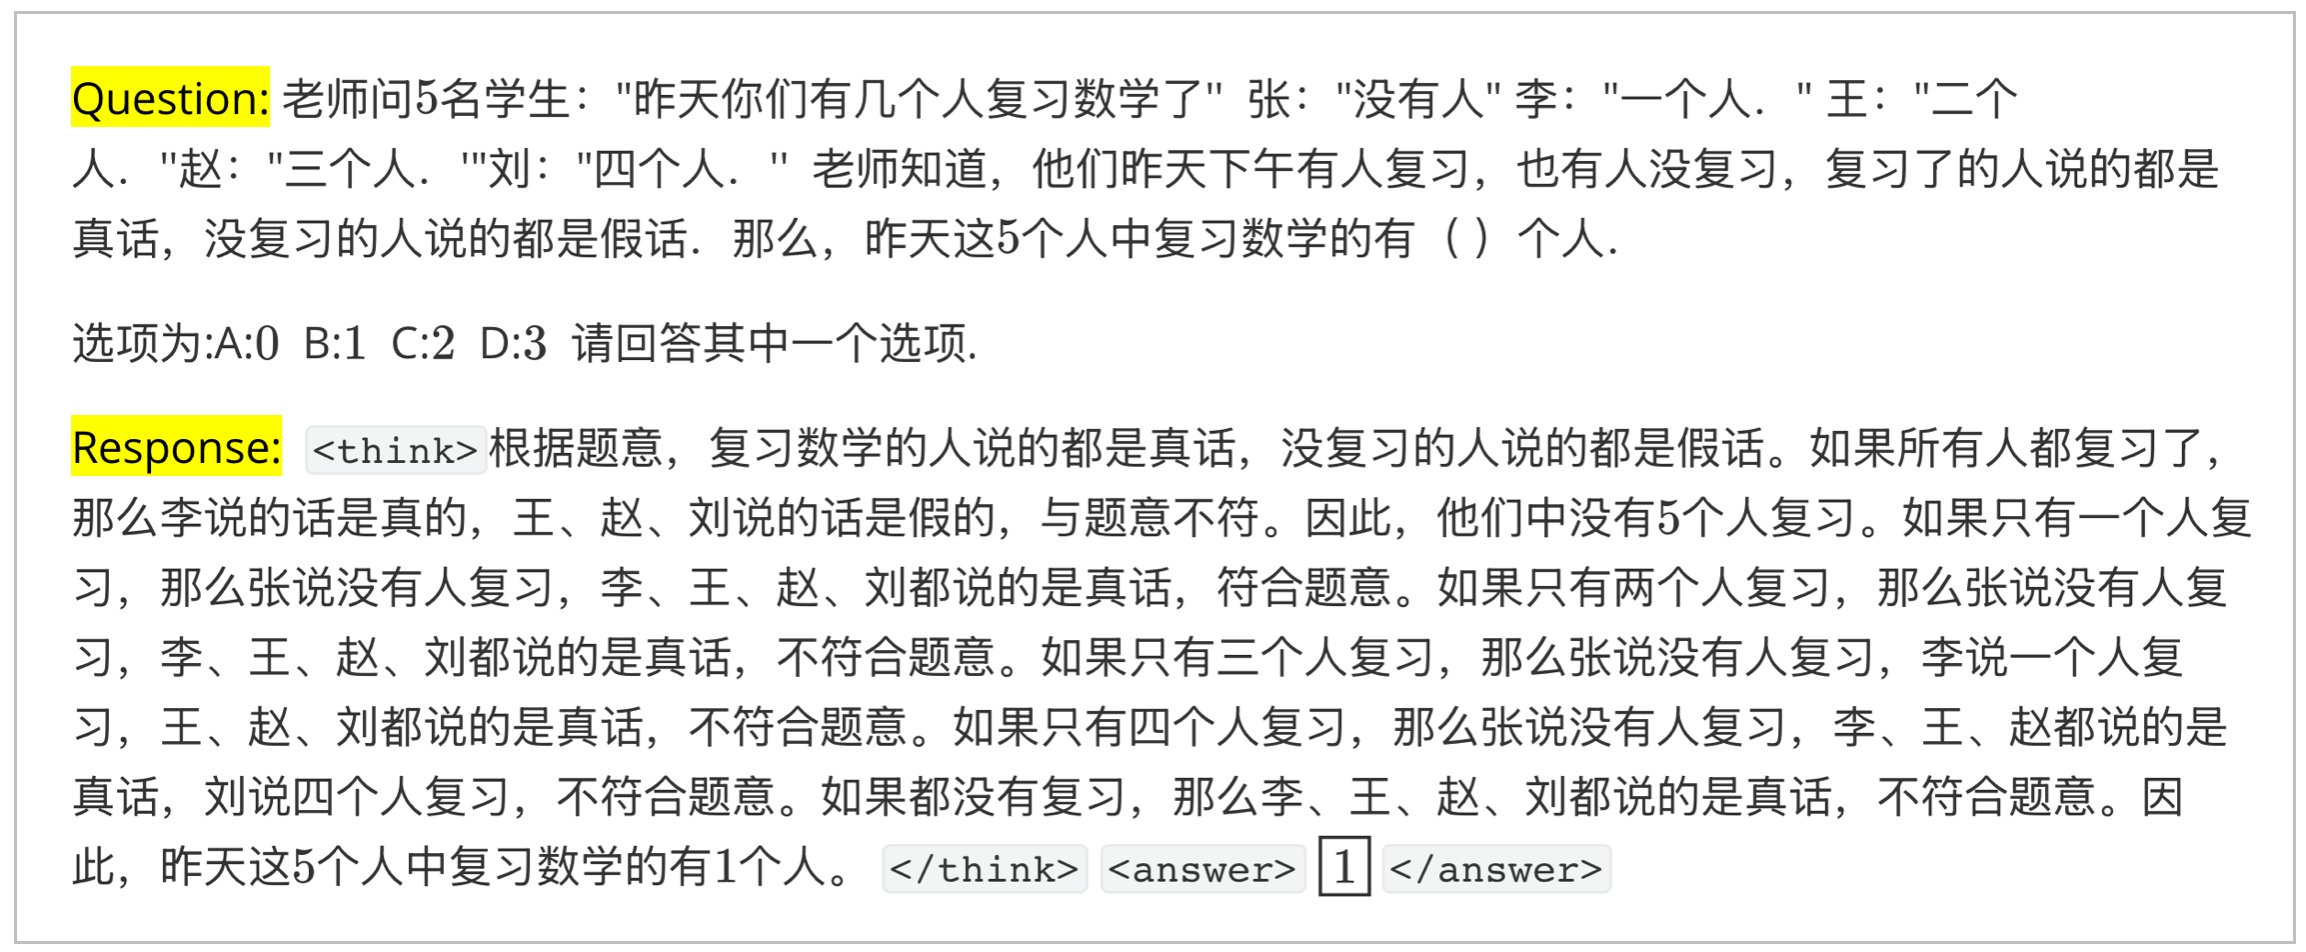 Question: 老师问5名学生："昨天你们有几个人复习数学了" 张："没有人" 李："一个人．" 王："二个
人．"赵："三个人．'"刘："四个人．'' 老师知道，他们昨天下午有人复习，也有人没复习，复习了的人说的都是
真话，没复习的人说的都是假话．那么，昨天这5个人中复习数学的有（ ）个人．
选项为:A:0 B:1 C:2 D:3 请回答其中一个选项.
Response: <think>根据题意，复习数学的人说的都是真话，没复习的人说的都是假话。如果所有人都复习了，
那么李说的话是真的，王、赵、刘说的话是假的，与题意不符。因此，他们中没有5个人复习。如果只有一个人复
习，那么张说没有人复习，李、王、赵、刘都说的是真话，符合题意。如果只有两个人复习，那么张说没有人复
习，李、王、赵、刘都说的是真话，不符合题意。如果只有三个人复习，那么张说没有人复习，李说一个人复
习，王、赵、刘都说的是真话，不符合题意。如果只有四个人复习，那么张说没有人复习，李、王、赵都说的是
真话，刘说四个人复习，不符合题意。如果都没有复习，那么李、王、赵、刘都说的是真话，不符合题意。因
此，昨天这5个人中复习数学的有1个人。 </think> <answer> 1 </answer>